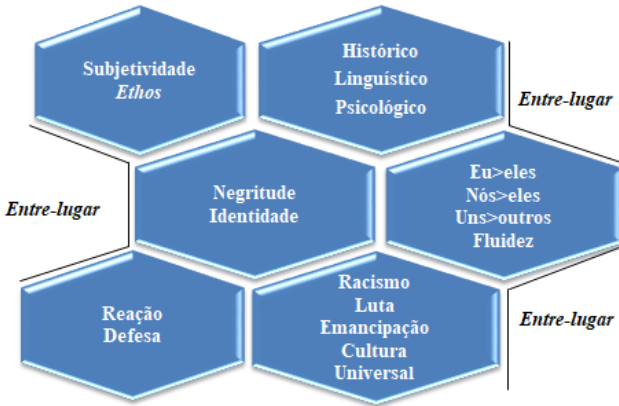 Subjetividade
Ethos
Histórico
Linguístico
Psicológico
Entre-lugar
Entre-lugar
Negritude
Identidade
Eu>eles
Nós>eles
Uns>outros
Fluidez
Reação
Defesa
Racismo
Luta
Emancipação
Cultura
Universal
Entre-lugar